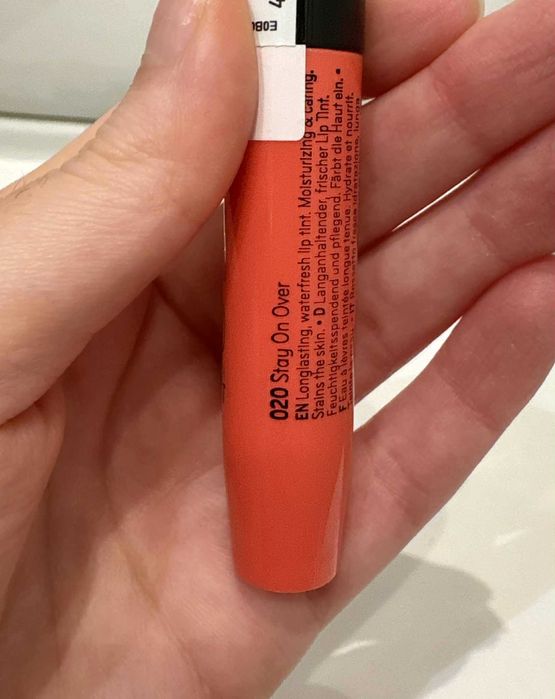 020 Stay On Over
EN Longlasting, waterfresh lip tint. Moisturizing & caring.
Stains the skin. • D Langanhaltender, frischer Lip Tint.
Feuchtigkeitsspendend und pflegend. Färbt die Haut ein. •
F Eau à lèvres teintée longue tenue. Hydrate et nourrit.